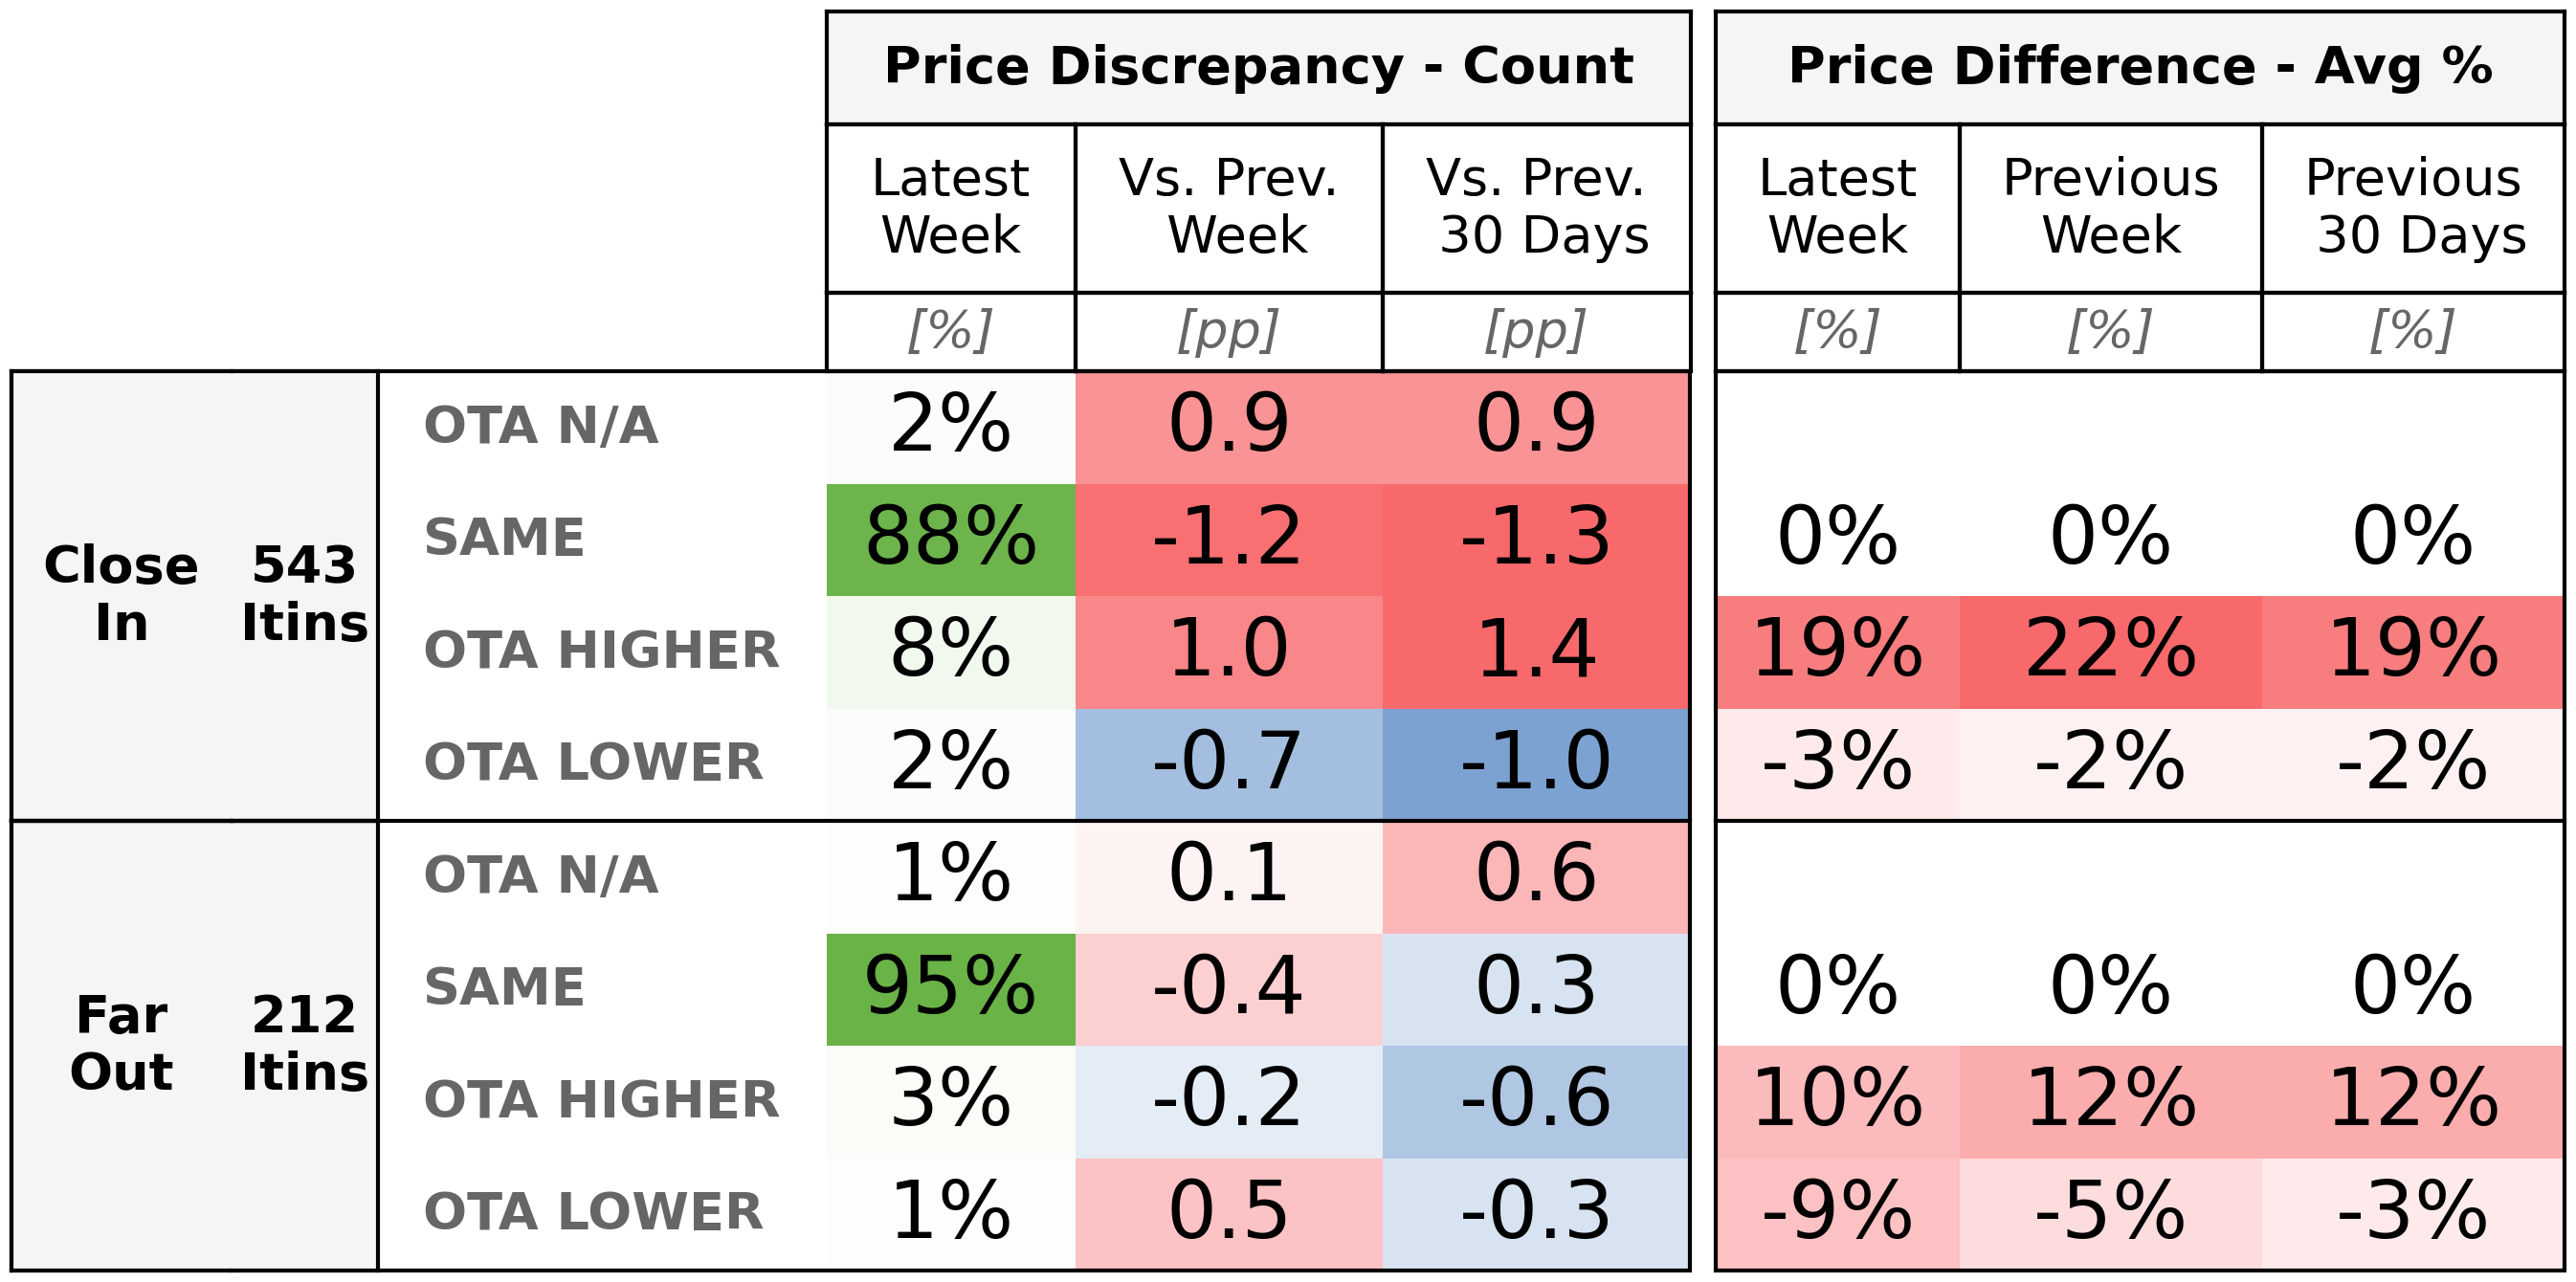 Price Discrepancy - Count Price Difference - Avg %
Latest Week Vs. Prev. Week Vs. Prev. 30 Days Latest Week Previous Week Previous 30 Days
[%] [pp] [pp] [%] [%] [%]
Close In 543 Itins
OTA N/A 2% 0.9 0.9
SAME 88% -1.2 -1.3 0% 0% 0%
OTA HIGHER 8% 1.0 1.4 19% 22% 19%
OTA LOWER 2% -0.7 -1.0 -3% -2% -2%
Far Out 212 Itins
OTA N/A 1% 0.1 0.6
SAME 95% -0.4 0.3 0% 0% 0%
OTA HIGHER 3% -0.2 -0.6 10% 12% 12%
OTA LOWER 1% 0.5 -0.3 -9% -5% -3%